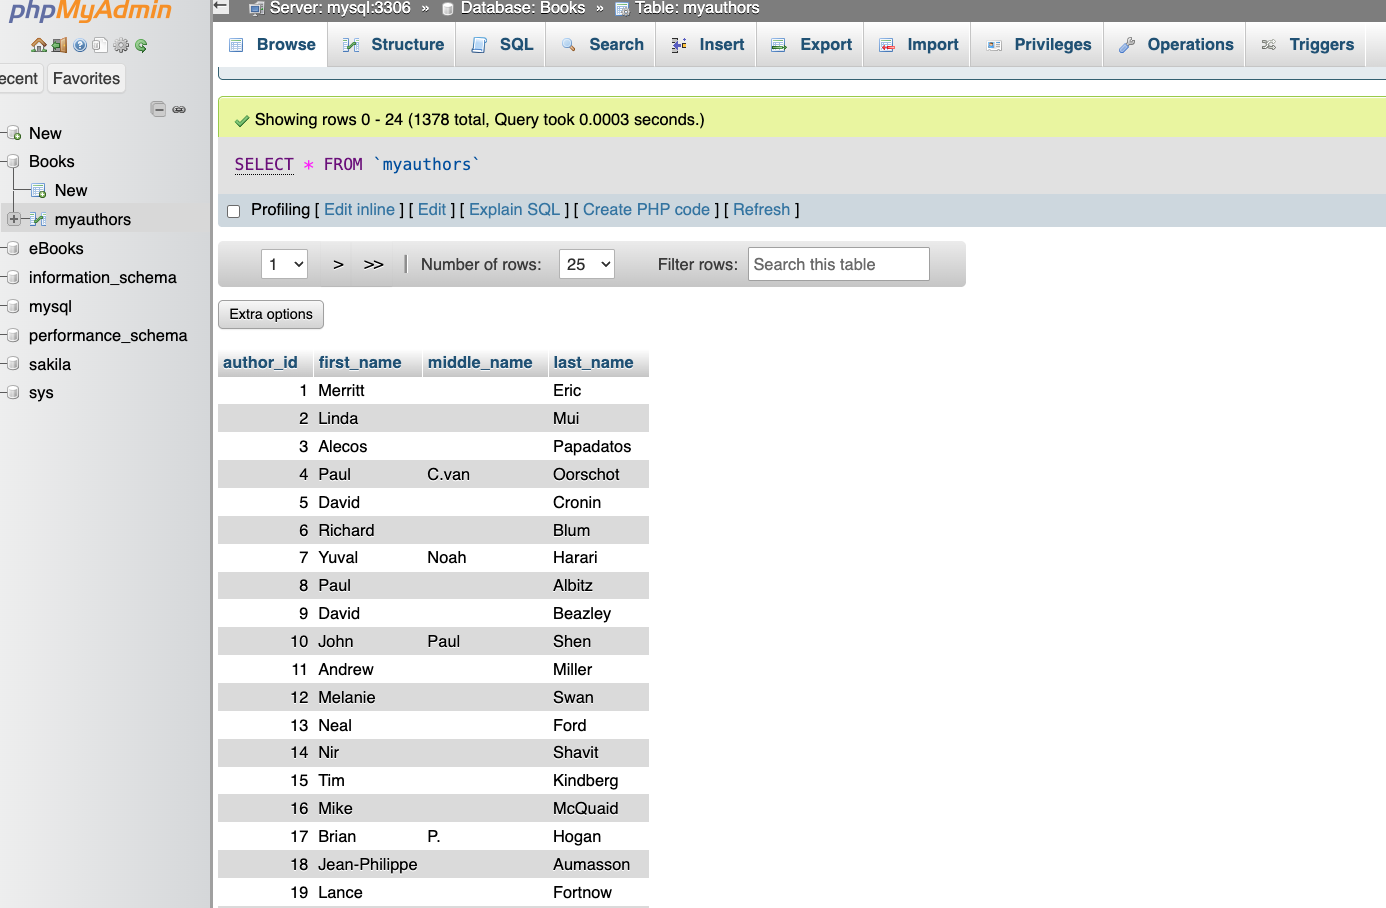 phpMyAdmin
Server: mysql:3306 » Database: Books » Table: myauthors
Browse Structure SQL Search Insert Export Import Privileges Operations Triggers
ecent Favorites
New
Books
New
myauthors
eBooks
information_schema
mysql
performance_schema
sakila
sys
Showing rows 0 - 24 (1378 total, Query took 0.0003 seconds.)
SELECT * FROM `myauthors`
Profiling [ Edit inline ] [ Edit ] [ Explain SQL ] [ Create PHP code ] [ Refresh ]
1 > >> | Number of rows: 25 Filter rows: Search this table
Extra options
author_id first_name middle_name last_name
1 Merritt Eric
2 Linda Mui
3 Alecos Papadatos
4 Paul C.van Oorschot
5 David Cronin
6 Richard Blum
7 Yuval Noah Harari
8 Paul Albitz
9 David Beazley
10 John Paul Shen
11 Andrew Miller
12 Melanie Swan
13 Neal Ford
14 Nir Shavit
15 Tim Kindberg
16 Mike McQuaid
17 Brian P. Hogan
18 Jean-Philippe Aumasson
19 Lance Fortnow